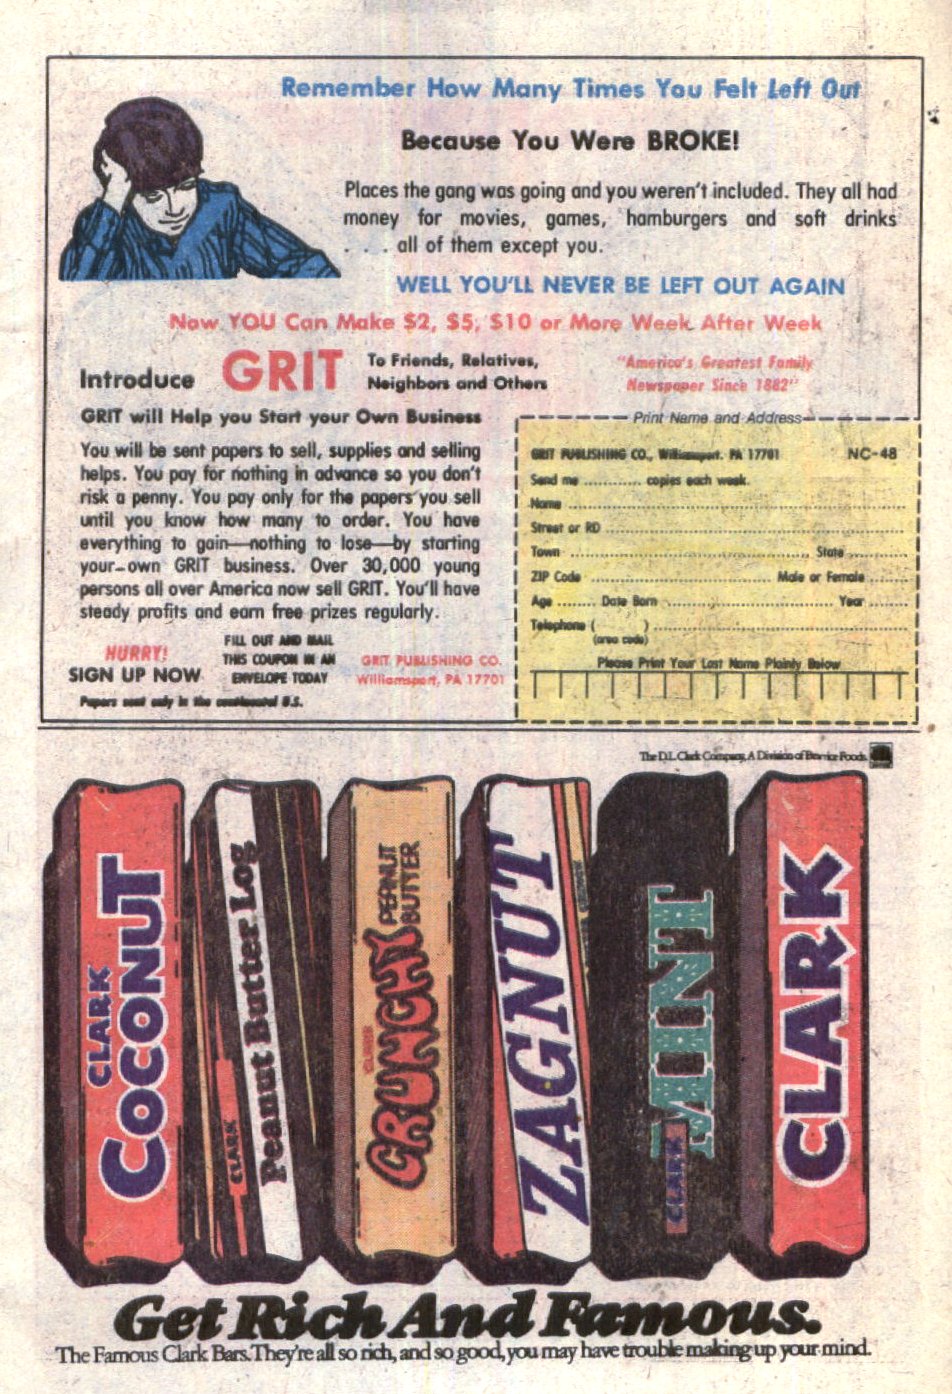 Remember How Many Times You Felt Left Out
Because You Were BROKE!
Places the gang was going and you weren't included. They all had
money for movies, games, hamburgers and soft drinks
. . . all of them except you.
WELL YOU'LL NEVER BE LEFT OUT AGAIN
Now YOU Can Make $2, $5, $10 or More Week After Week
Introduce GRIT To Friends, Relatives,
Neighbors and Others
"America's Greatest Family
Newspaper Since 1882"
GRIT will Help you Start your Own Business
You will be sent papers to sell, supplies and selling
helps. You pay for nothing in advance so you don't
risk a penny. You pay only for the papers you sell
until you know how many to order. You have
everything to gain—nothing to lose—by starting
your own GRIT business. Over 30,000 young
persons all over America now sell GRIT. You'll have
steady profits and earn free prizes regularly.
HURRY!
SIGN UP NOW
FILL OUT AND MAIL
THIS COUPON IN AN
ENVELOPE TODAY
GRIT PUBLISHING CO.
Williamsport, PA 17701
Papers sent only in the continental U.S.
Print Name and Address
GRIT PUBLISHING CO., Williamsport, PA 17701 NC-48
Send me ............ copies each week.
Name
Street or RD
Town State
ZIP Code Male or Female
Age Date Born Year
Telephone ( )
(area code)
Please Print Your Last Name Plainly Below
The D.L. Clark Company, A Division of Beatrice Foods.
CLARK
COCONUT
CLARK
Peanut Butter Log
CLARK
CRUNCHY
PEANUT
BUTTER
ZAGNUT
CLARK
MINT
CLARK
Get Rich And Famous.
The Famous Clark Bars. They're all so rich, and so good, you may have trouble making up your mind.